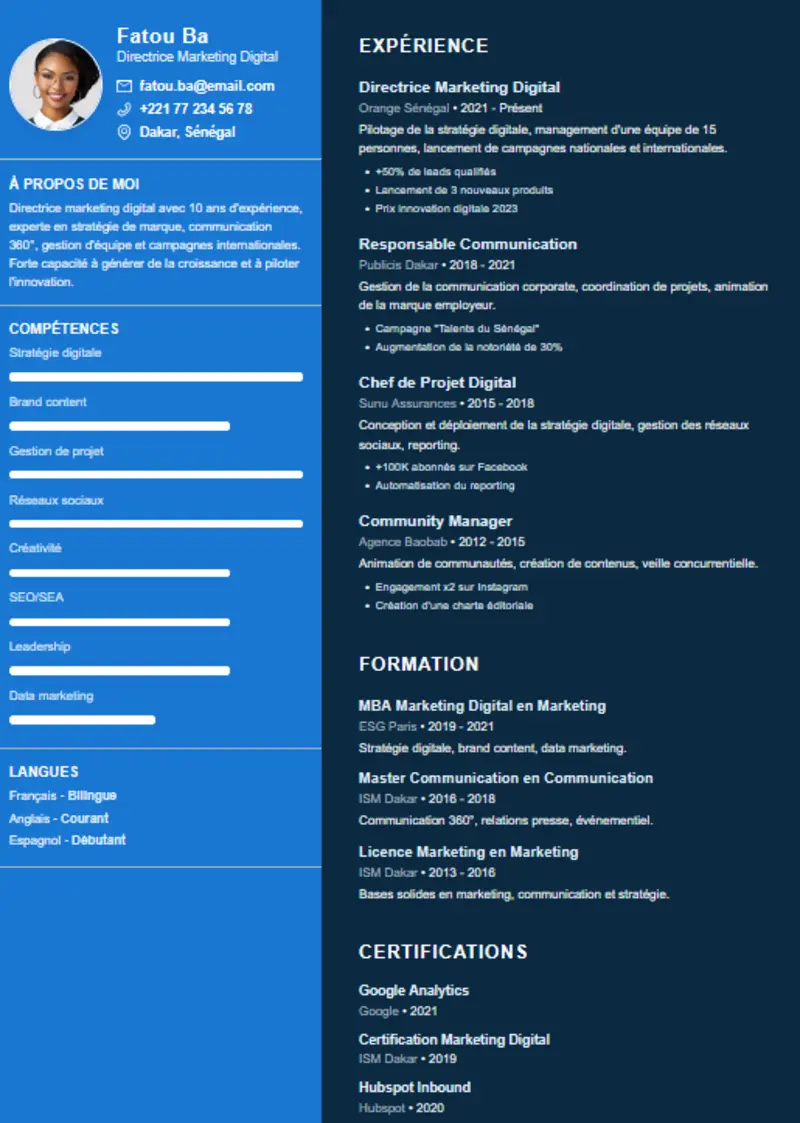 Fatou Ba
Directrice Marketing Digital
fatou.ba@email.com
+221 77 234 56 78
Dakar, Sénégal
À PROPOS DE MOI
Directrice marketing digital avec 10 ans d'expérience,
experte en stratégie de marque, communication
360°, gestion d'équipe et campagnes internationales.
Forte capacité à générer de la croissance et à piloter
l'innovation.
COMPÉTENCES
Stratégie digitale
Brand content
Gestion de projet
Réseaux sociaux
Créativité
SEO/SEA
Leadership
Data marketing
LANGUES
Français - Bilingue
Anglais - Courant
Espagnol - Débutant
EXPÉRIENCE
Directrice Marketing Digital
Orange Sénégal • 2021 - Présent
Pilotage de la stratégie digitale, management d'une équipe de 15
personnes, lancement de campagnes nationales et internationales.
• +50% de leads qualifiés
• Lancement de 3 nouveaux produits
• Prix innovation digitale 2023
Responsable Communication
Publicis Dakar • 2018 - 2021
Gestion de la communication corporate, coordination de projets, animation
de la marque employeur.
• Campagne "Talents du Sénégal"
• Augmentation de la notoriété de 30%
Chef de Projet Digital
Sunu Assurances • 2015 - 2018
Conception et déploiement de la stratégie digitale, gestion des réseaux
sociaux, reporting.
• +100K abonnés sur Facebook
• Automatisation du reporting
Community Manager
Agence Baobab • 2012 - 2015
Animation de communautés, création de contenus, veille concurrentielle.
• Engagement x2 sur Instagram
• Création d'une charte éditoriale
FORMATION
MBA Marketing Digital en Marketing
ESG Paris • 2019 - 2021
Stratégie digitale, brand content, data marketing.
Master Communication en Communication
ISM Dakar • 2016 - 2018
Communication 360°, relations presse, événementiel.
Licence Marketing en Marketing
ISM Dakar • 2013 - 2016
Bases solides en marketing, communication et stratégie.
CERTIFICATIONS
Google Analytics
Google • 2021
Certification Marketing Digital
ISM Dakar • 2019
Hubspot Inbound
Hubspot • 2020